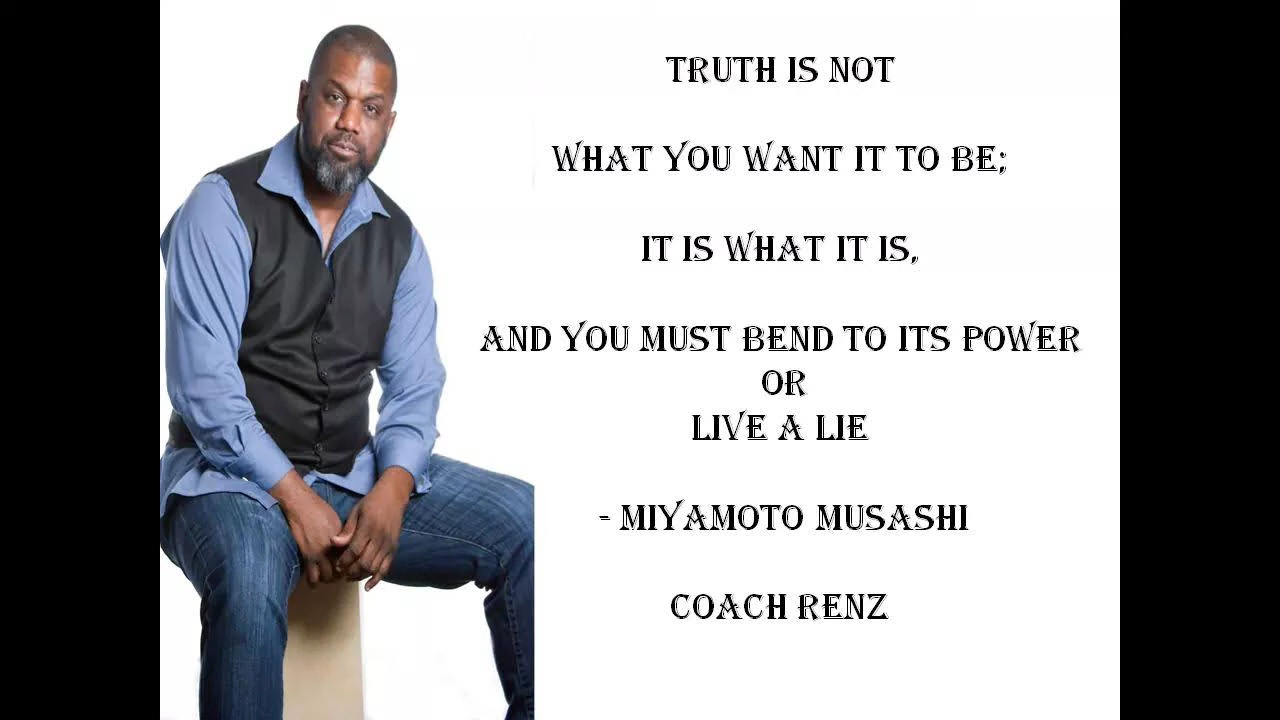 TRUTH IS NOT
WHAT YOU WANT IT TO BE;
IT IS WHAT IT IS,
AND YOU MUST BEND TO ITS POWER
OR
LIVE A LIE
- MIYAMOTO MUSASHI
COACH RENZ